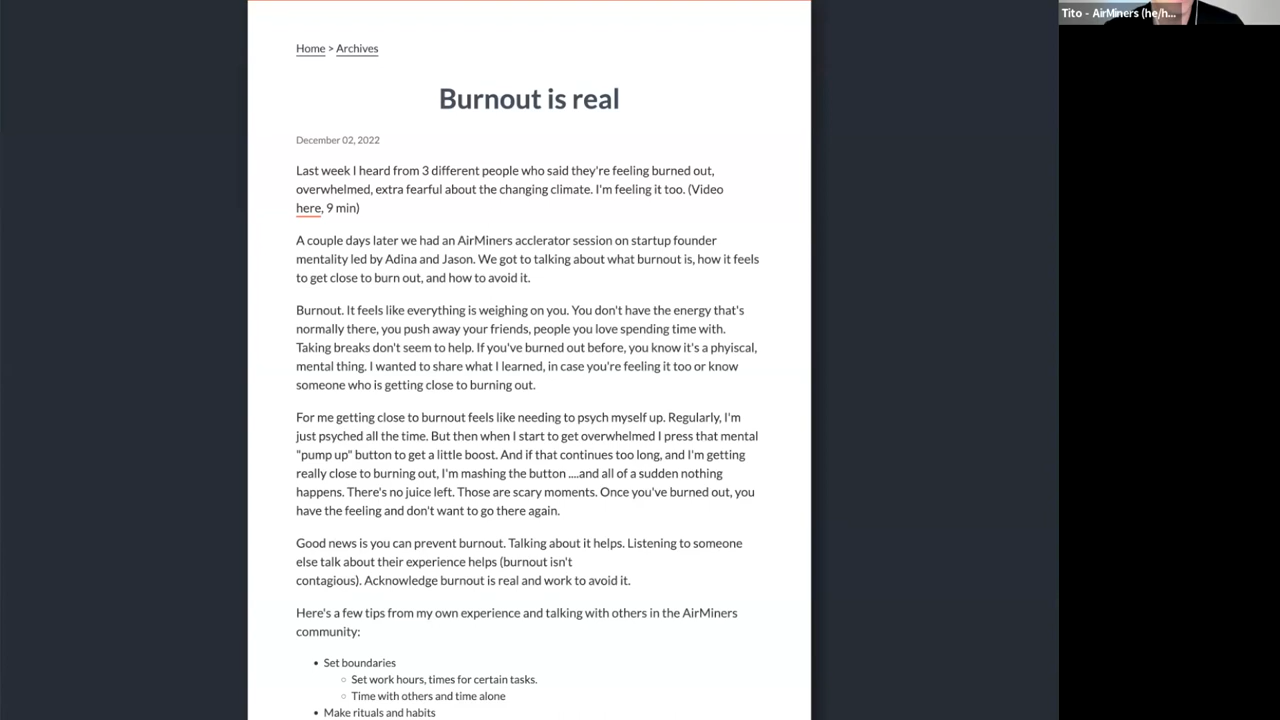 Tito - AirMiners (he/h...
Home > Archives
Burnout is real
December 02, 2022
Last week I heard from 3 different people who said they're feeling burned out,
overwhelmed, extra fearful about the changing climate. I'm feeling it too. (Video
here, 9 min)
A couple days later we had an AirMiners acclerator session on startup founder
mentality led by Adina and Jason. We got to talking about what burnout is, how it feels
to get close to burn out, and how to avoid it.
Burnout. It feels like everything is weighing on you. You don't have the energy that's
normally there, you push away your friends, people you love spending time with.
Taking breaks don't seem to help. If you've burned out before, you know it's a phyiscal,
mental thing. I wanted to share what I learned, in case you're feeling it too or know
someone who is getting close to burning out.
For me getting close to burnout feels like needing to psych myself up. Regularly, I'm
just psyched all the time. But then when I start to get overwhelmed I press that mental
"pump up" button to get a little boost. And if that continues too long, and I'm getting
really close to burning out, I'm mashing the button ....and all of a sudden nothing
happens. There's no juice left. Those are scary moments. Once you've burned out, you
have the feeling and don't want to go there again.
Good news is you can prevent burnout. Talking about it helps. Listening to someone
else talk about their experience helps (burnout isn't
contagious). Acknowledge burnout is real and work to avoid it.
Here's a few tips from my own experience and talking with others in the AirMiners
community:
• Set boundaries
○ Set work hours, times for certain tasks.
○ Time with others and time alone
• Make rituals and habits